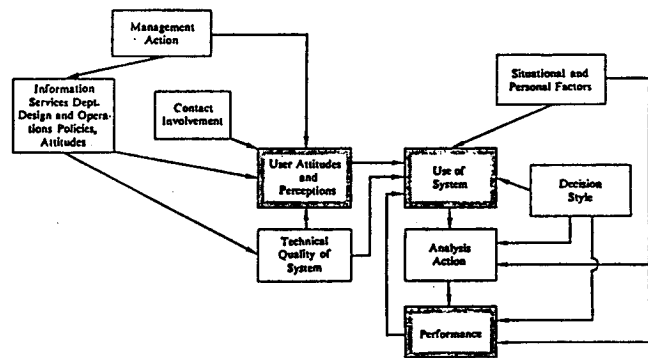 Management
Action
Information
Services Dept.
Design and Opera-
tions Policies,
Attitudes
Contact
Involvement
Situational and
Personal Factors
User Attitudes
and
Perceptions
Use of
System
Decision
Style
Technical
Quality of
System
Analysis
Action
Performance